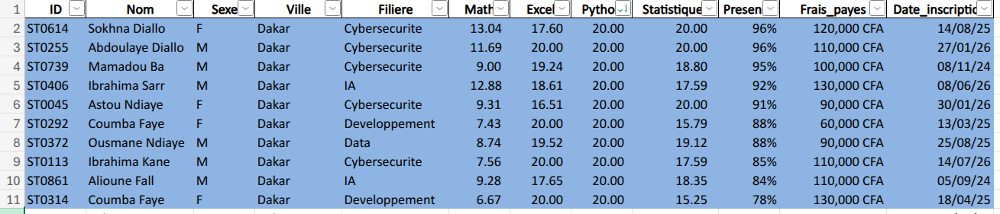 1 ID Nom Sexe Ville Filiere Math Excel Pytho Statistique Presen Frais_payes Date_inscriptio
2 ST0614 Sokhna Diallo F Dakar Cybersecurite 13.04 17.60 20.00 20.00 96% 120,000 CFA 14/08/25
3 ST0255 Abdoulaye Diallo M Dakar Cybersecurite 11.69 20.00 20.00 20.00 96% 110,000 CFA 27/01/26
4 ST0739 Mamadou Ba M Dakar Cybersecurite 9.00 19.24 20.00 18.80 95% 100,000 CFA 08/11/24
5 ST0406 Ibrahima Sarr M Dakar IA 12.88 18.61 20.00 17.59 92% 130,000 CFA 08/06/26
6 ST0045 Astou Ndiaye F Dakar Cybersecurite 9.31 16.51 20.00 20.00 91% 90,000 CFA 30/01/26
7 ST0292 Coumba Faye F Dakar Developpement 7.43 20.00 20.00 15.79 88% 60,000 CFA 13/03/25
8 ST0372 Ousmane Ndiaye M Dakar Data 8.74 19.52 20.00 19.12 88% 90,000 CFA 25/08/25
9 ST0113 Ibrahima Kane M Dakar Cybersecurite 7.56 20.00 20.00 17.59 85% 110,000 CFA 14/07/26
10 ST0861 Alioune Fall M Dakar IA 9.28 17.65 20.00 18.35 84% 110,000 CFA 05/09/24
11 ST0314 Coumba Faye F Dakar Developpement 6.67 20.00 20.00 15.25 78% 130,000 CFA 18/04/25